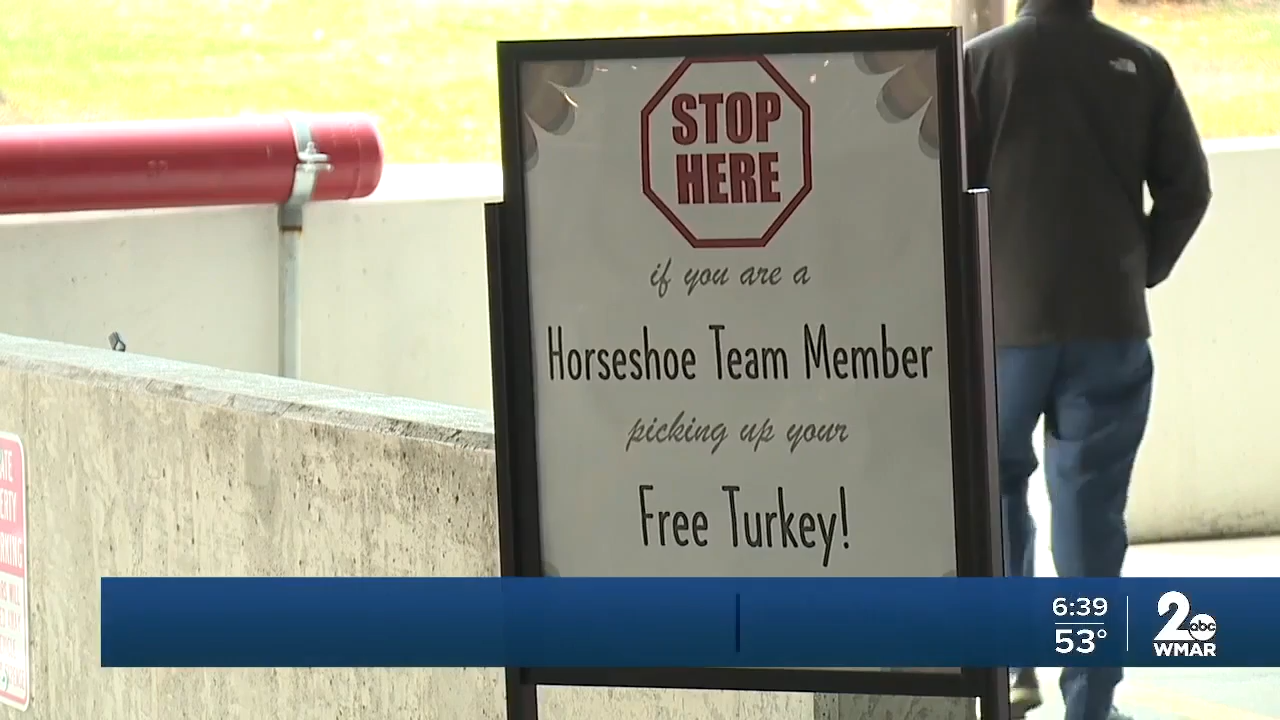 STOP
HERE
if you are a
Horseshoe Team Member
picking up your
Free Turkey!
6:39
53°
2
abc
WMAR